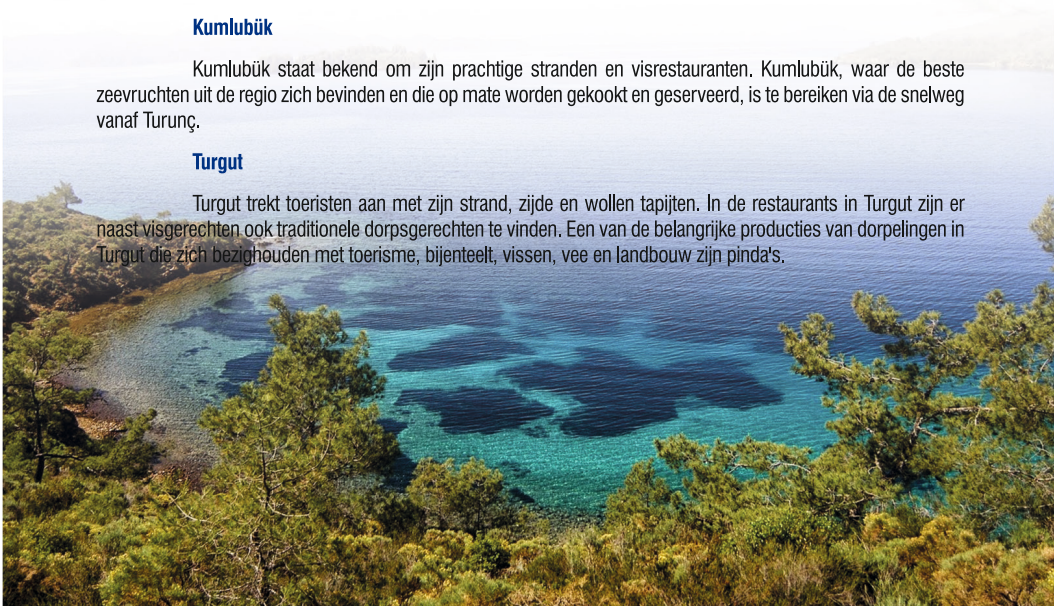 Kumlubük
Kumlubük staat bekend om zijn prachtige stranden en visrestauranten. Kumlubük, waar de beste
zeevruchten uit de regio zich bevinden en die op mate worden gekookt en geserveerd, is te bereiken via de snelweg
vanaf Turunç.
Turgut
Turgut trekt toeristen aan met zijn strand, zijde en wollen tapijten. In de restaurants in Turgut zijn er
naast visgerechten ook traditionele dorpsgerechten te vinden. Een van de belangrijke producties van dorpelingen in
Turgut die zich bezighouden met toerisme, bijenteelt, vissen, vee en landbouw zijn pinda's.